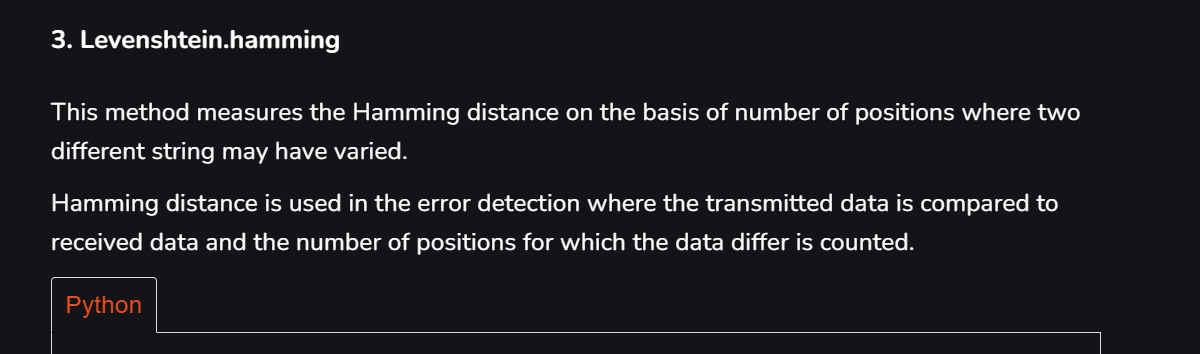 3. Levenshtein.hamming
This method measures the Hamming distance on the basis of number of positions where two
different string may have varied.
Hamming distance is used in the error detection where the transmitted data is compared to
received data and the number of positions for which the data differ is counted.
Python